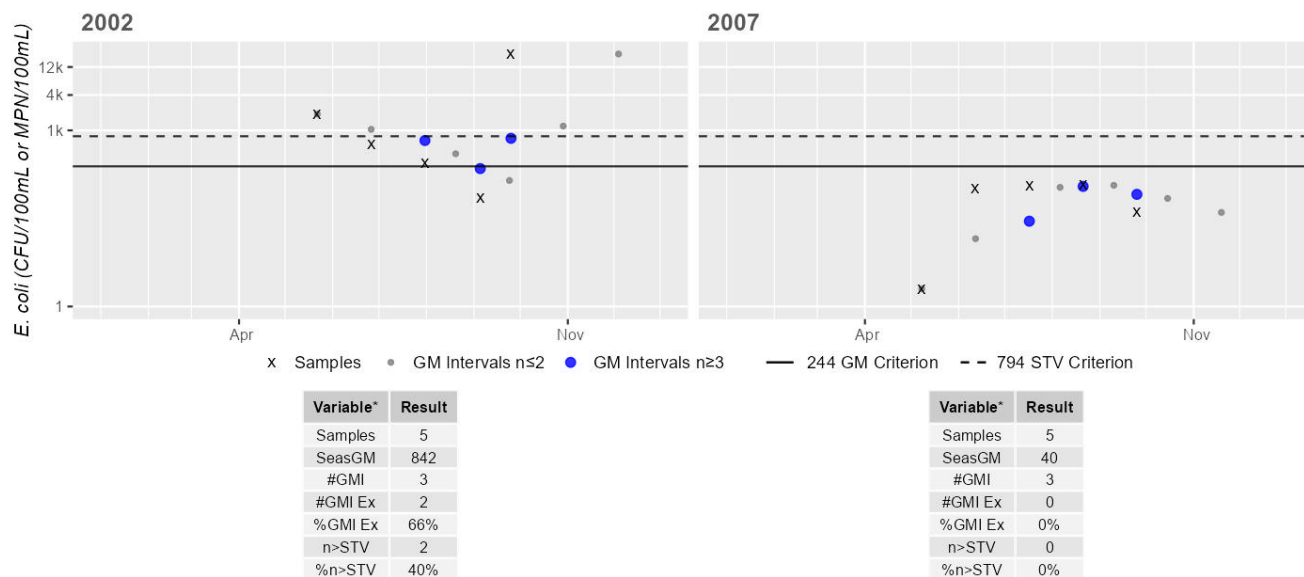 2002 2007
E. coli (CFU/100mL or MPN/100mL)
12k
4k
1k
1
Apr Nov Apr Nov
x Samples GM Intervals n≤2 GM Intervals n≥3 244 GM Criterion 794 STV Criterion
Variable* Result Variable* Result
Samples 5 Samples 5
SeasGM 842 SeasGM 40
#GMI 3 #GMI 3
#GMI Ex 2 #GMI Ex 0
%GMI Ex 66% %GMI Ex 0%
n>STV 2 n>STV 0
%n>STV 40% %n>STV 0%